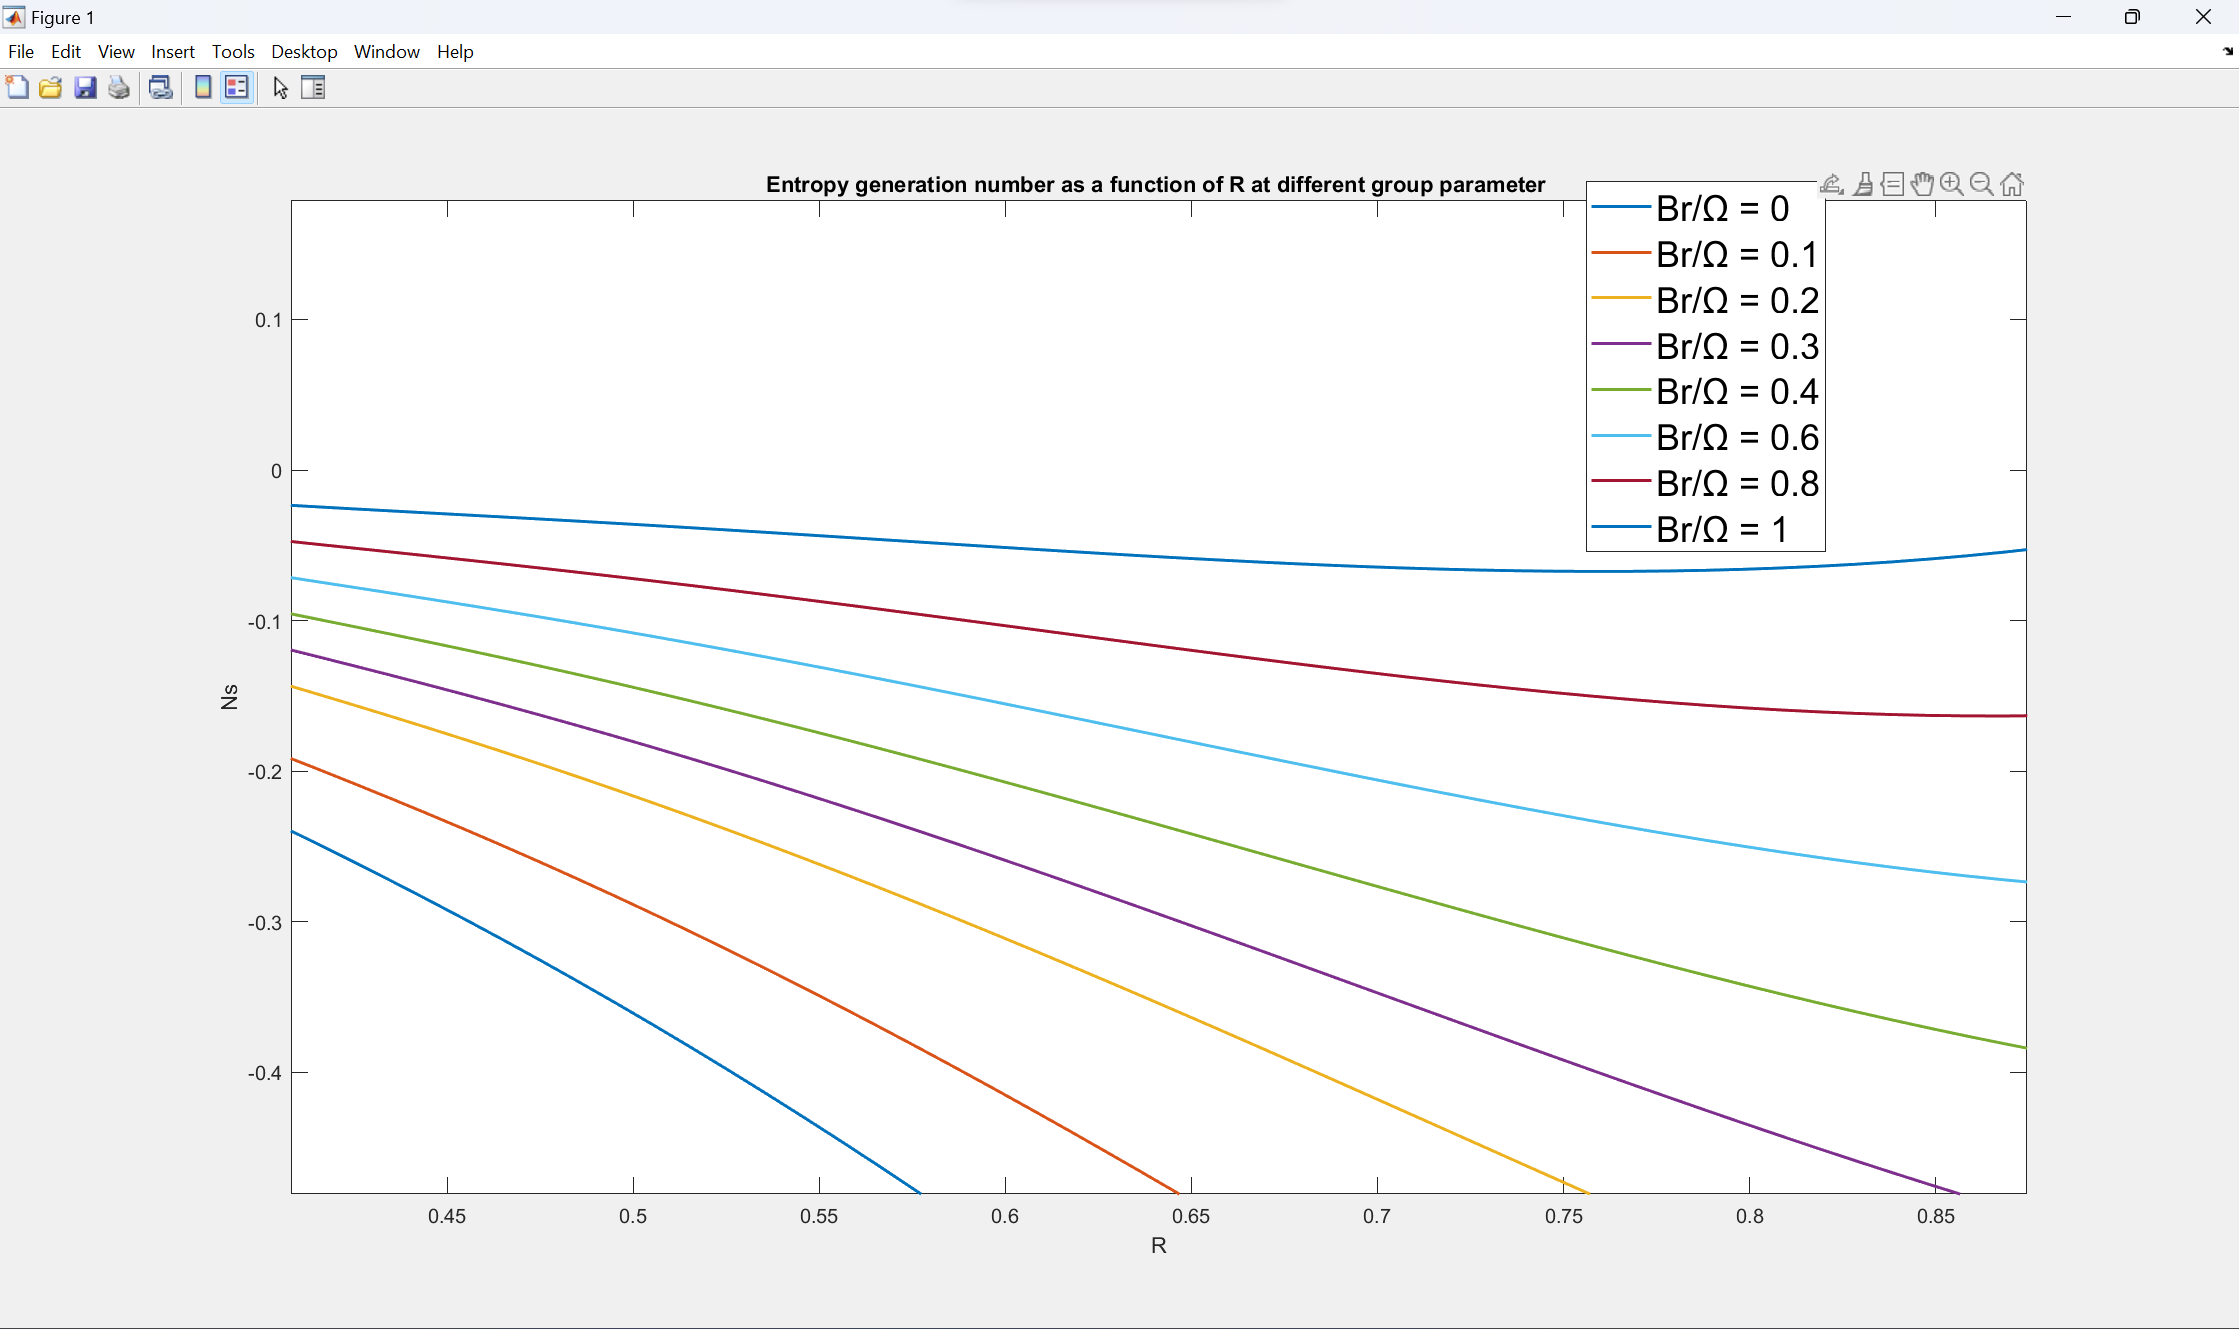 Figure 1
File Edit View Insert Tools Desktop Window Help
Entropy generation number as a function of R at different group parameter
Br/Ω = 0
Br/Ω = 0.1
Br/Ω = 0.2
Br/Ω = 0.3
Br/Ω = 0.4
Br/Ω = 0.6
Br/Ω = 0.8
Br/Ω = 1
0.1
0
-0.1
-0.2
-0.3
-0.4
Ns
0.45 0.5 0.55 0.6 0.65 0.7 0.75 0.8 0.85
R